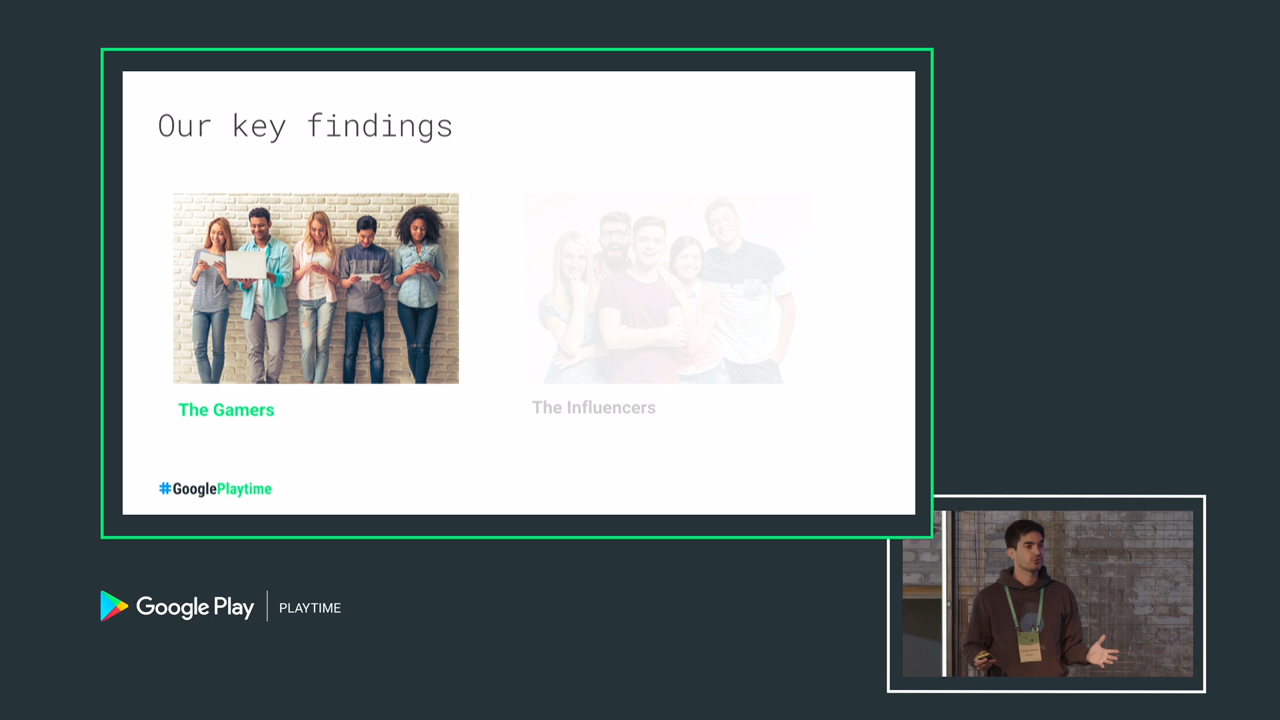 Our key findings
The Gamers
The Influencers
#GooglePlaytime
Google Play | PLAYTIME